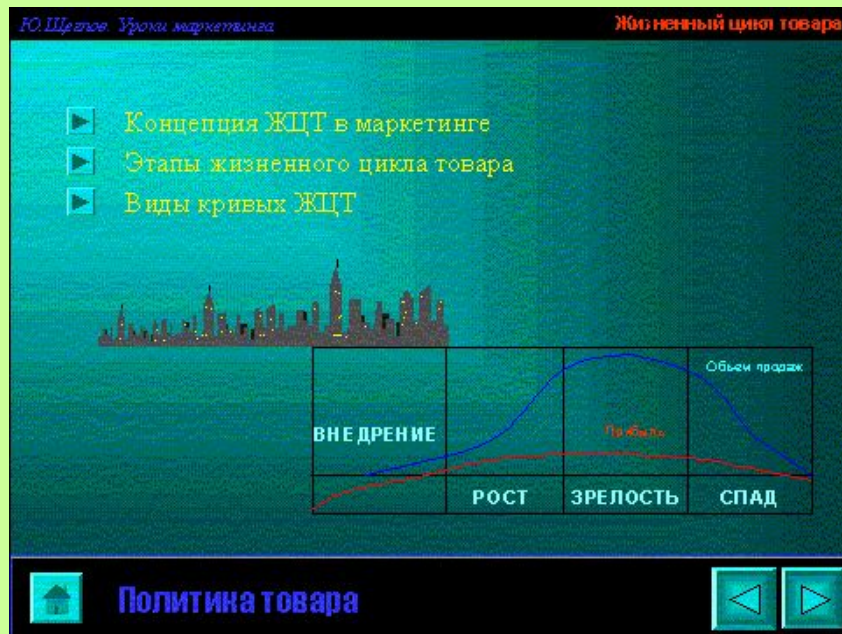 Ю.Щеглов. Уроки маркетинга
Жизненный цикл товара
Концепция ЖЦТ в маркетинге
Этапы жизненного цикла товара
Виды кривых ЖЦТ
Объем продаж
ВНЕДРЕНИЕ
Прибыль
РОСТ
ЗРЕЛОСТЬ
СПАД
Политика товара